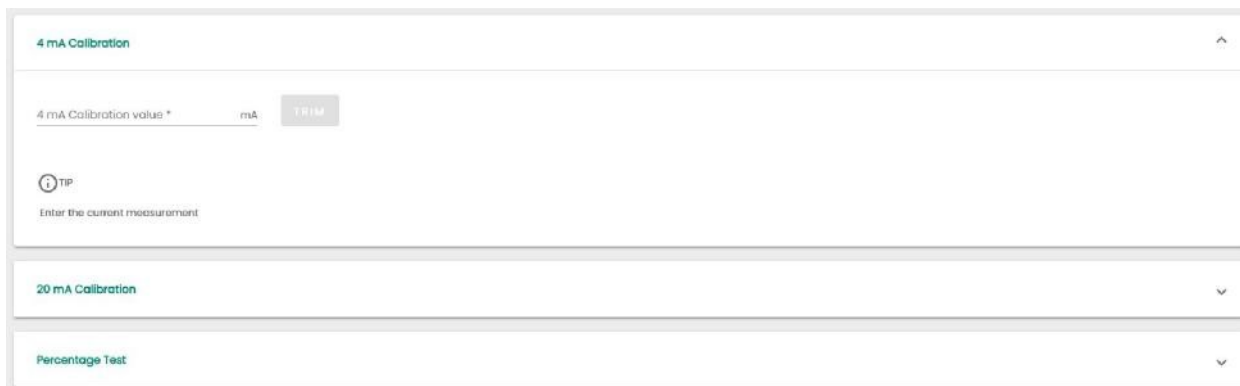 4 mA Calibration
4 mA Calibration value * mA TRIM
TIP
Enter the current measurement
20 mA Calibration
Percentage Test